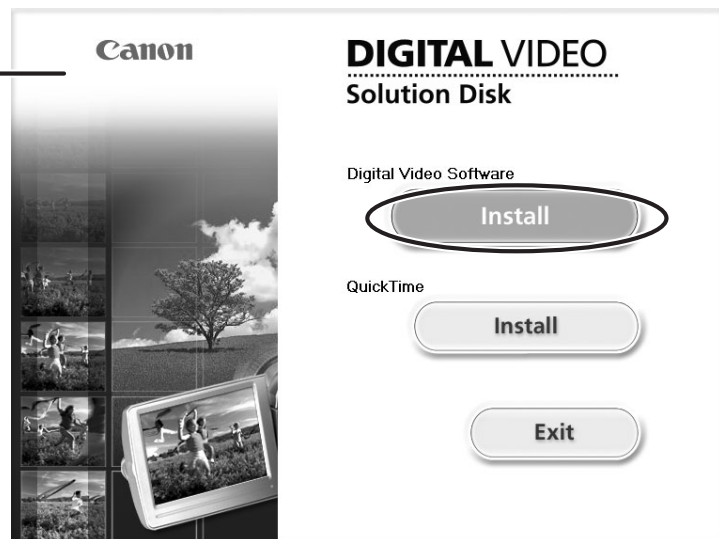 Canon
DIGITAL VIDEO
Solution Disk
Digital Video Software
Install
QuickTime
Install
Exit